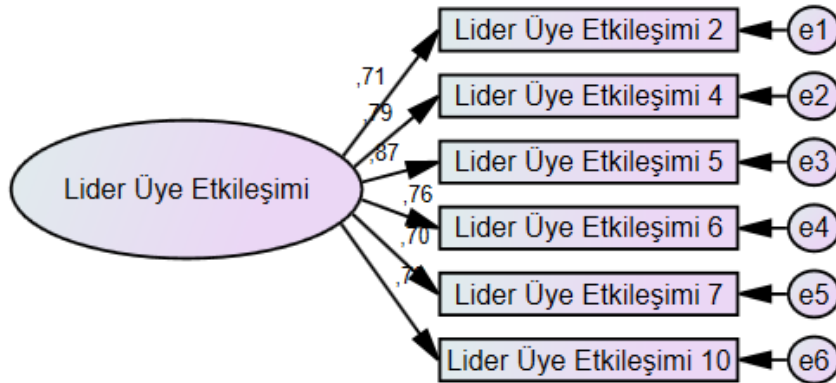 Lider Üye Etkileşimi 2
e1
,71
Lider Üye Etkileşimi 4
e2
,79
,87
Lider Üye Etkileşimi 5
e3
Lider Üye Etkileşimi
,76
Lider Üye Etkileşimi 6
e4
,70
Lider Üye Etkileşimi 7
e5
Lider Üye Etkileşimi 10
e6